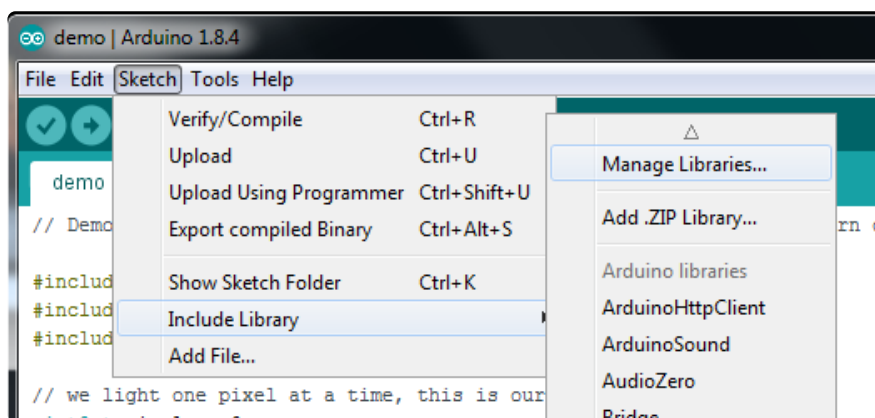 demo | Arduino 1.8.4
File Edit Sketch Tools Help
Verify/Compile Ctrl+R
Upload Ctrl+U
Upload Using Programmer Ctrl+Shift+U
Export compiled Binary Ctrl+Alt+S
Show Sketch Folder Ctrl+K
Include Library
Add File...
Manage Libraries...
Add .ZIP Library...
Arduino libraries
ArduinoHttpClient
ArduinoSound
AudioZero
Bridge
demo
// Demo
#includ
#includ
#includ
// we light one pixel at a time, this is our